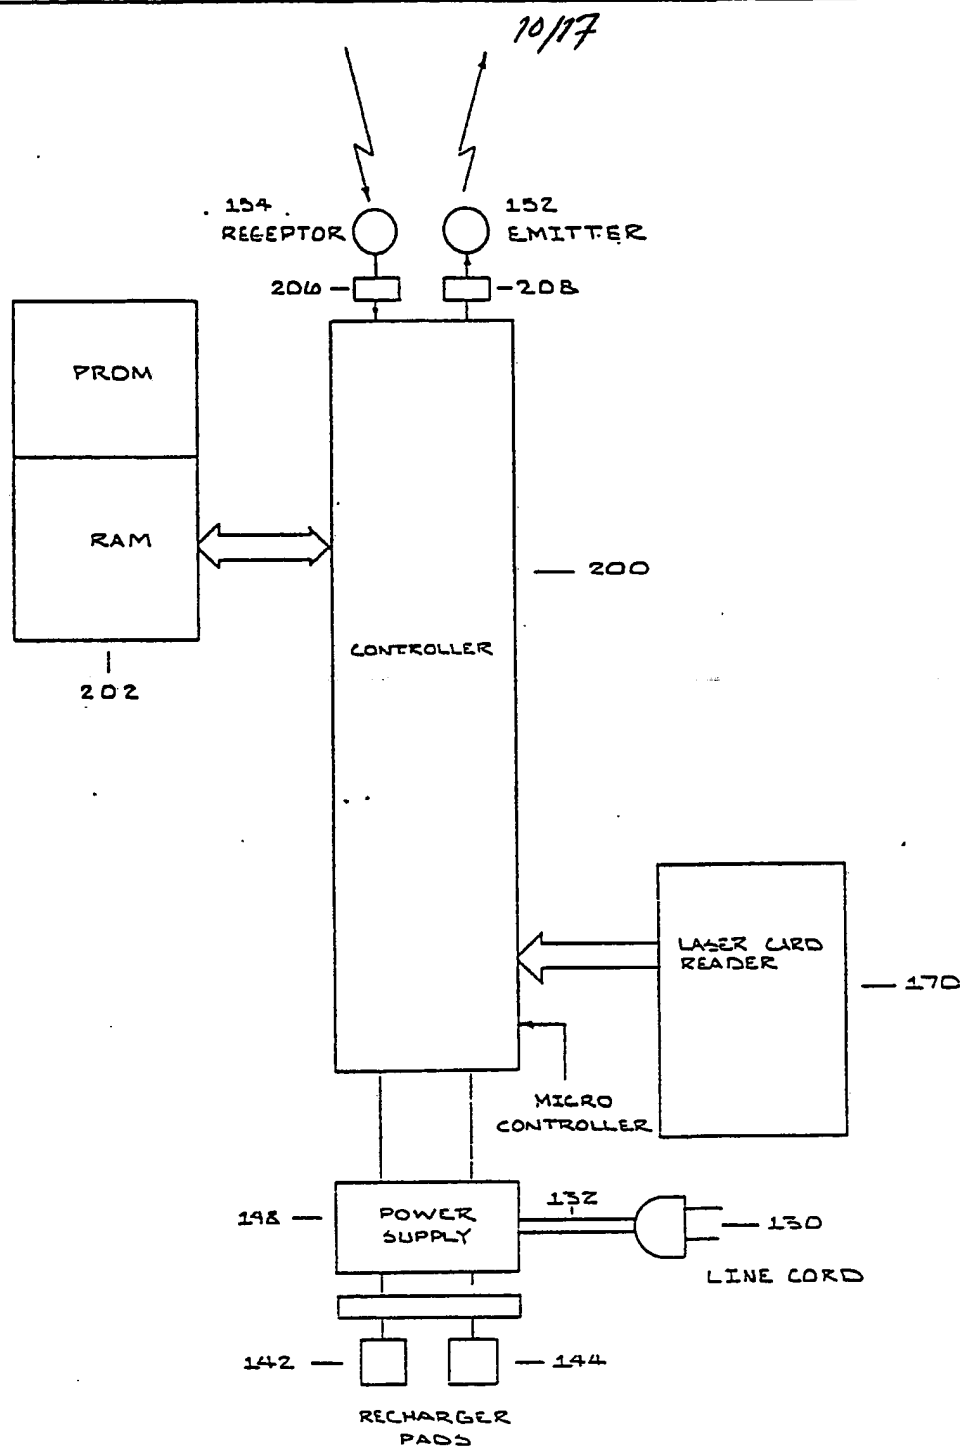 10/17
154
RECEPTOR
152
EMITTER
206
208
PROM
RAM
200
CONTROLLER
202
LASER CARD
READER
170
MICRO
CONTROLLER
148
POWER
SUPPLY
132
130
LINE CORD
142
144
RECHARGER
PADS